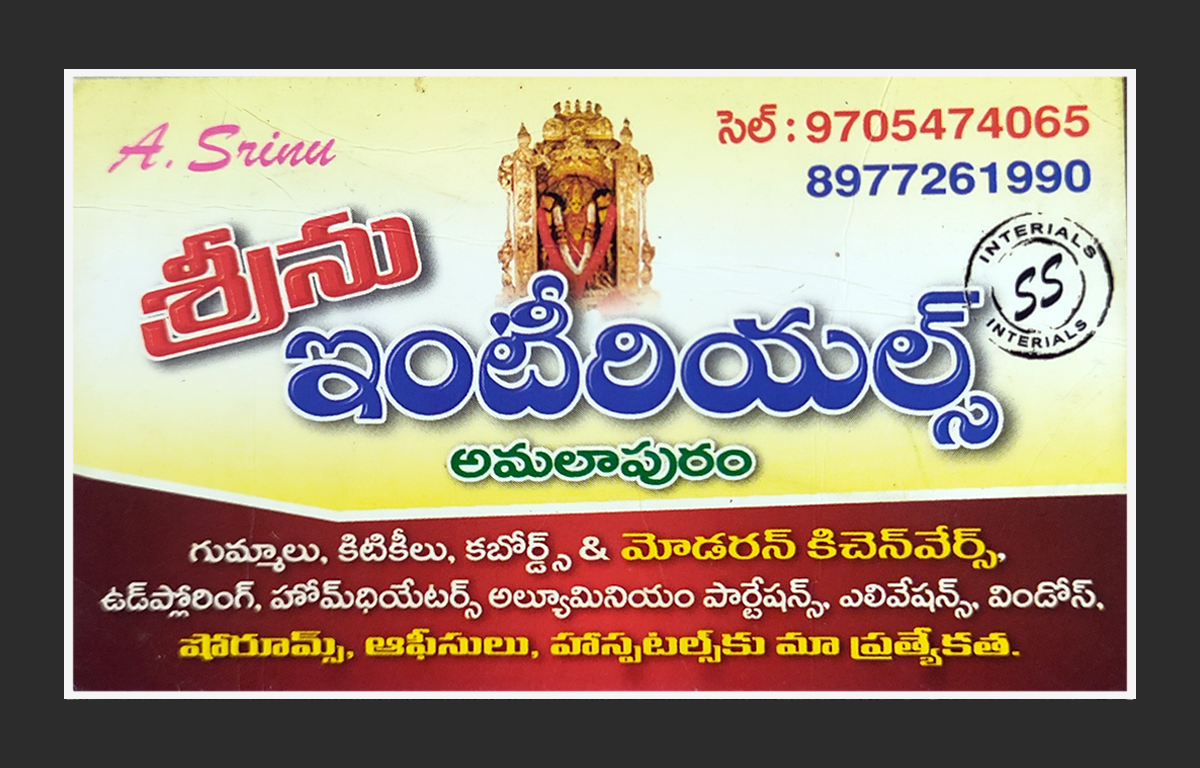 A. Srinu
సెల్ : 9705474065
8977261990
శ్రీను
ఇంటీరియల్స్
INTERIALS
SS
INTERIALS
అమలాపురం
గుమ్మాలు, కిటికీలు, కబోర్డ్స్ & మోడరన్ కిచెన్‌వేర్స్,
ఉడ్‌ప్లోరింగ్, హోమ్‌ధియేటర్స్ అల్యూమినియం పార్టేషన్స్, ఎలివేషన్స్, విండోస్,
షోరూమ్స్, ఆఫీసులు, హాస్పటల్స్‌కు మా ప్రత్యేకత.